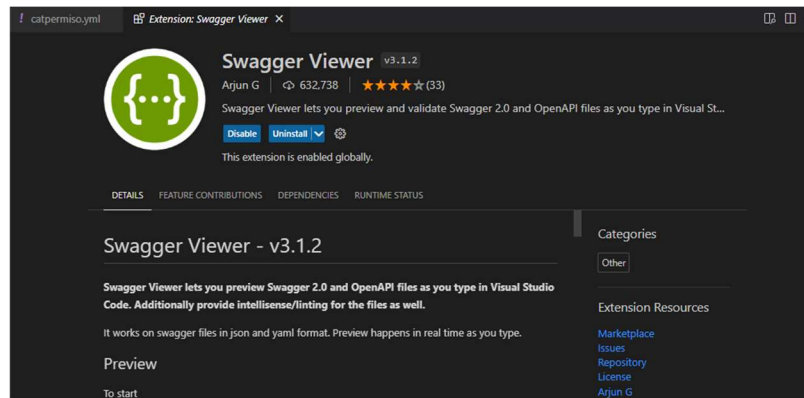 ! catpermiso.yml
Extension: Swagger Viewer ×
Swagger Viewer v3.1.2
Arjun G 632,738 (33)
Swagger Viewer lets you preview and validate Swagger 2.0 and OpenAPI files as you type in Visual St...
Disable Uninstall
This extension is enabled globally.
DETAILS FEATURE CONTRIBUTIONS DEPENDENCIES RUNTIME STATUS
Swagger Viewer - v3.1.2
Swagger Viewer lets you preview Swagger 2.0 and OpenAPI files as you type in Visual Studio
Code. Additionally provide intellisense/linting for the files as well.
It works on swagger files in json and yaml format. Preview happens in real time as you type.
Preview
To start
Categories
Other
Extension Resources
Marketplace
Issues
Repository
License
Arjun G